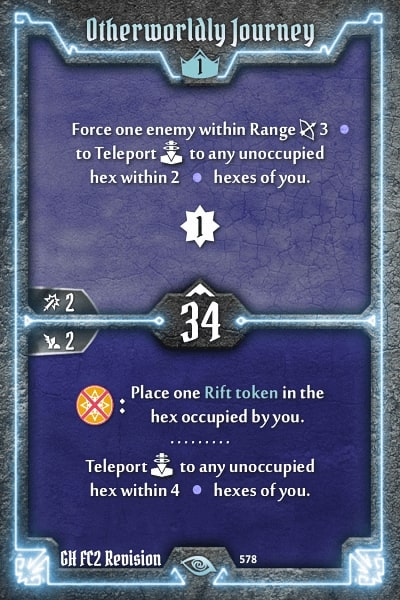 Otherworldly Journey
1
Force one enemy within Range 3
to Teleport to any unoccupied
hex within 2 hexes of you.
1
2
34
2
: Place one Rift token in the
hex occupied by you.
.........
Teleport to any unoccupied
hex within 4 hexes of you.
GH FC2 Revision
578